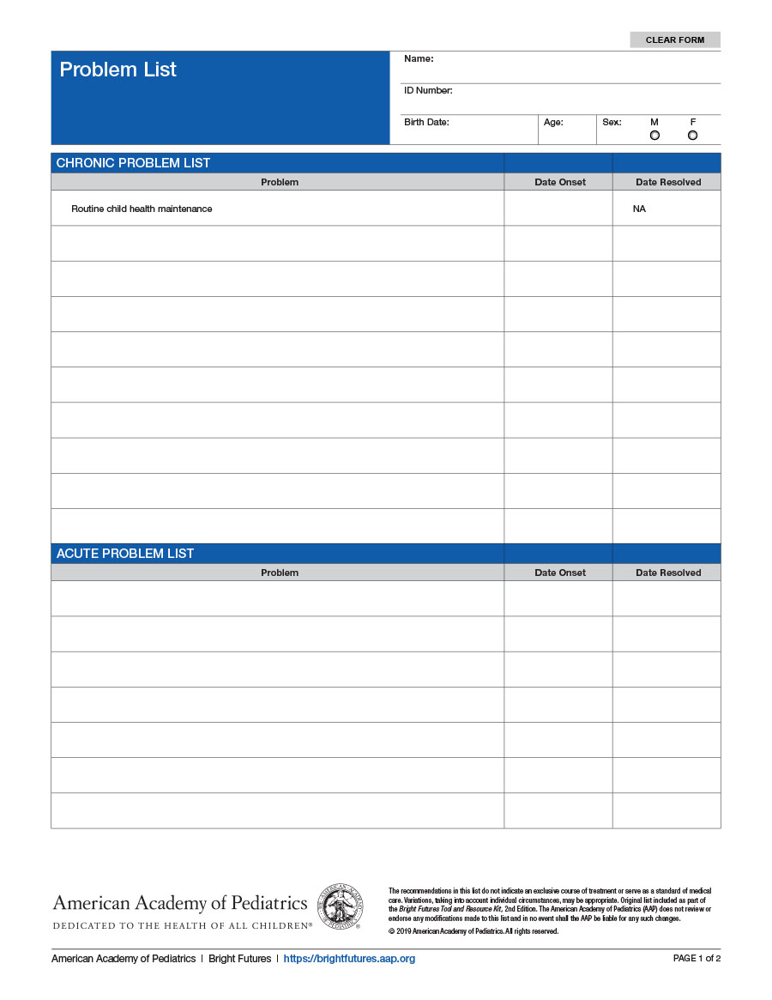 CLEAR FORM
Problem List
Name:
ID Number:
Birth Date: Age: Sex: M F
CHRONIC PROBLEM LIST
Problem Date Onset Date Resolved
Routine child health maintenance NA
ACUTE PROBLEM LIST
Problem Date Onset Date Resolved
American Academy of Pediatrics
DEDICATED TO THE HEALTH OF ALL CHILDREN®
The recommendations in this list do not indicate an exclusive course of treatment or serve as a standard of medical
care. Variations, taking into account individual circumstances, may be appropriate. Original list included as part of
the Bright Futures Tool and Resource Kit, 2nd Edition. The American Academy of Pediatrics (AAP) does not review or
endorse any modifications made to this list and in no event shall the AAP be liable for any such changes.
© 2019 American Academy of Pediatrics. All rights reserved.
American Academy of Pediatrics | Bright Futures | https://brightfutures.aap.org PAGE 1 of 2